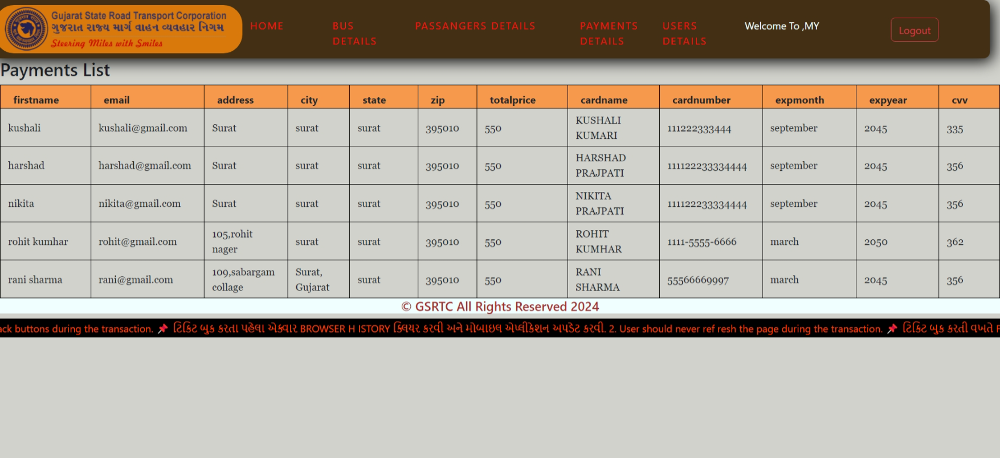 Gujarat State Road Transport Corporation
ગુજરાત રાજ્ય માર્ગ વાહન વ્યવહાર નિગમ
Steering Miles with Smiles
HOME
BUS
DETAILS
PASSANGERS DETAILS
PAYMENTS
DETAILS
USERS
DETAILS
Welcome To ,MY
Logout
Payments List
firstname email address city state zip totalprice cardname cardnumber expmonth expyear cvv
kushali kushali@gmail.com Surat surat surat 395010 550 KUSHALI KUMARI 111222333444 september 2045 335
harshad harshad@gmail.com Surat surat surat 395010 550 HARSHAD PRAJPATI 111122233334444 september 2045 356
nikita nikita@gmail.com Surat surat surat 395010 550 NIKITA PRAJPATI 111122233334444 september 2045 356
rohit kumhar rohit@gmail.com 105,rohit nager surat surat 395010 550 ROHIT KUMHAR 1111-5555-6666 march 2050 362
rani sharma rani@gmail.com 109,sabargam collage Surat, Gujarat surat 395010 550 RANI SHARMA 55566669997 march 2045 356
© GSRTC All Rights Reserved 2024
ack buttons during the transaction. 📌 ટિકિટ બુક કરતા પહેલા એકવાર BROWSER H ISTORY ક્લિયર કરવી અને મોબાઇલ એપ્લીકેશન અપડેટ કરવી. 2. User should never ref resh the page during the transaction. 📌 ટિકિટ બુક કરતી વખતે